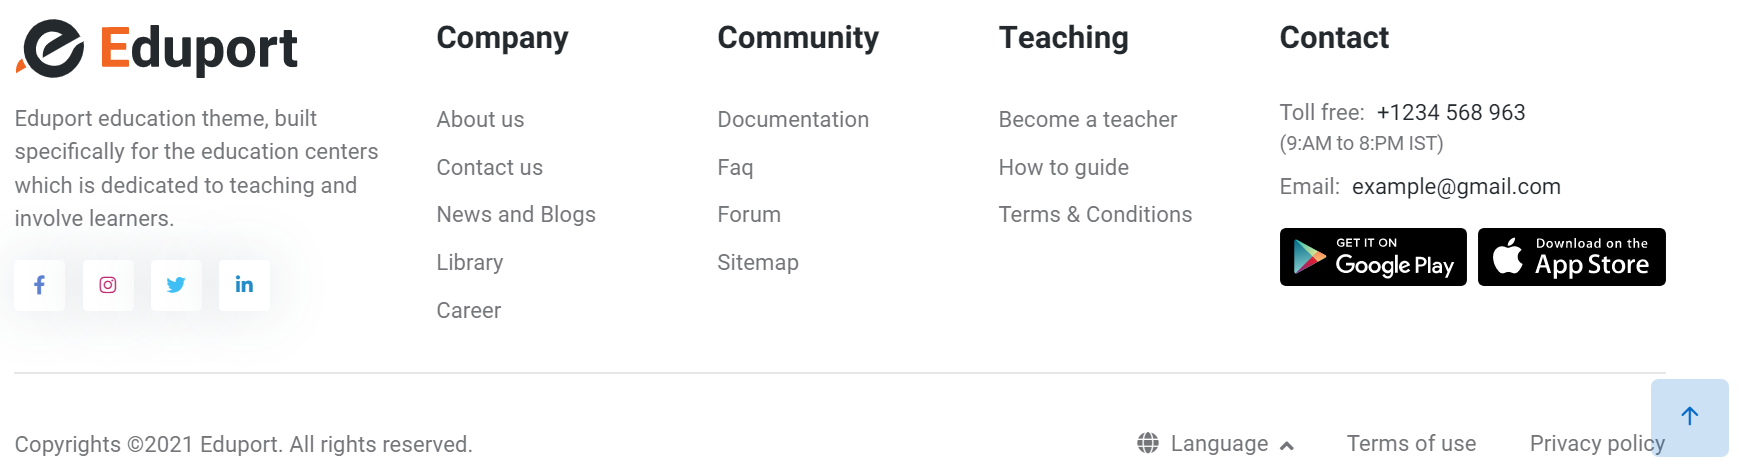 Eduport
Eduport education theme, built
specifically for the education centers
which is dedicated to teaching and
involve learners.
Company
About us
Contact us
News and Blogs
Library
Career
Community
Documentation
Faq
Forum
Sitemap
Teaching
Become a teacher
How to guide
Terms & Conditions
Contact
Toll free: +1234 568 963
(9:AM to 8:PM IST)
Email: example@gmail.com
GET IT ON
Google Play
Download on the
App Store
Copyrights ©2021 Eduport. All rights reserved.
Language
Terms of use
Privacy policy